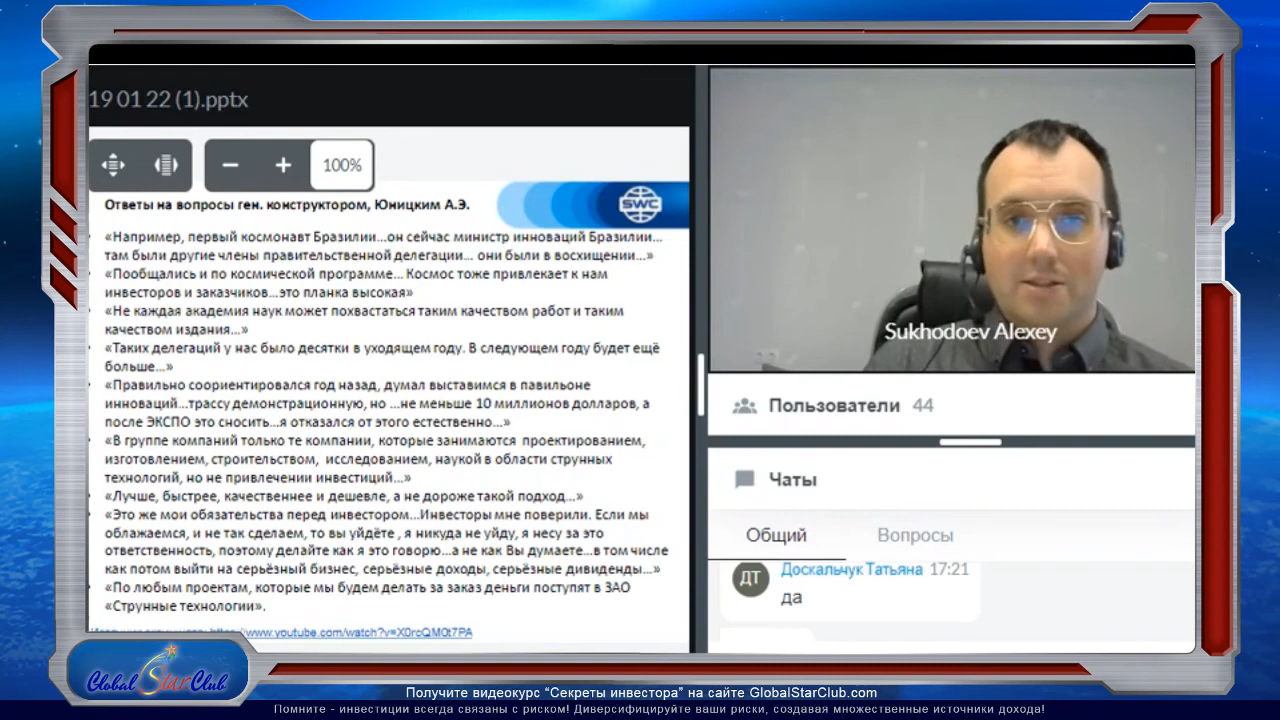 19 01 22 (1).pptx
100%
Ответы на вопросы ген. конструктором, Юницким А.Э.
SWC
«Например, первый космонавт Бразилии...он сейчас министр инноваций Бразилии...
там были другие члены правительственной делегации... они были в восхищении...»
«Пообщались и по космической программе... Космос тоже привлекает к нам
инвесторов и заказчиков...это планка высокая»
«Не каждая академия наук может похвастаться таким качеством работ и таким
качеством издания...»
«Таких делегаций у нас было десятки в уходящем году. В следующем году будет ещё
больше...»
«Правильно соориентировался год назад, думал выставимся в павильоне
инноваций...трассу демонстрационную, но ...не меньше 10 миллионов долларов, а
после ЭКСПО это сносить...я отказался от этого естественно...»
«В группе компаний только те компании, которые занимаются проектированием,
изготовлением, строительством, исследованием, наукой в области струнных
технологий, но не привлечении инвестиций...»
«Лучше, быстрее, качественнее и дешевле, а не дороже такой подход...»
«Это же мои обязательства перед инвестором...Инвесторы мне поверили. Если мы
облажаемся, и не так сделаем, то вы уйдёте , я никуда не уйду, я несу за это
ответственность, поэтому делайте как я это говорю...а не как Вы думаете...в том числе
как потом выйти на серьёзный бизнес, серьёзные доходы, серьёзные дивиденды...»
«По любым проектам, которые мы будем делать за заказ деньги поступят в ЗАО
«Струнные технологии».
https://www.youtube.com/watch?v=X0rcQM0t7PA
Sukhodoev Alexey
Пользователи 44
Чаты
Общий Вопросы
ДТ Доскальчук Татьяна 17:21
да
Global Star Club
Получите видеокурс “Секреты инвестора” на сайте GlobalStarClub.com
Помните - инвестиции всегда связаны с риском! Диверсифицируйте ваши риски, создавая множественные источники дохода!